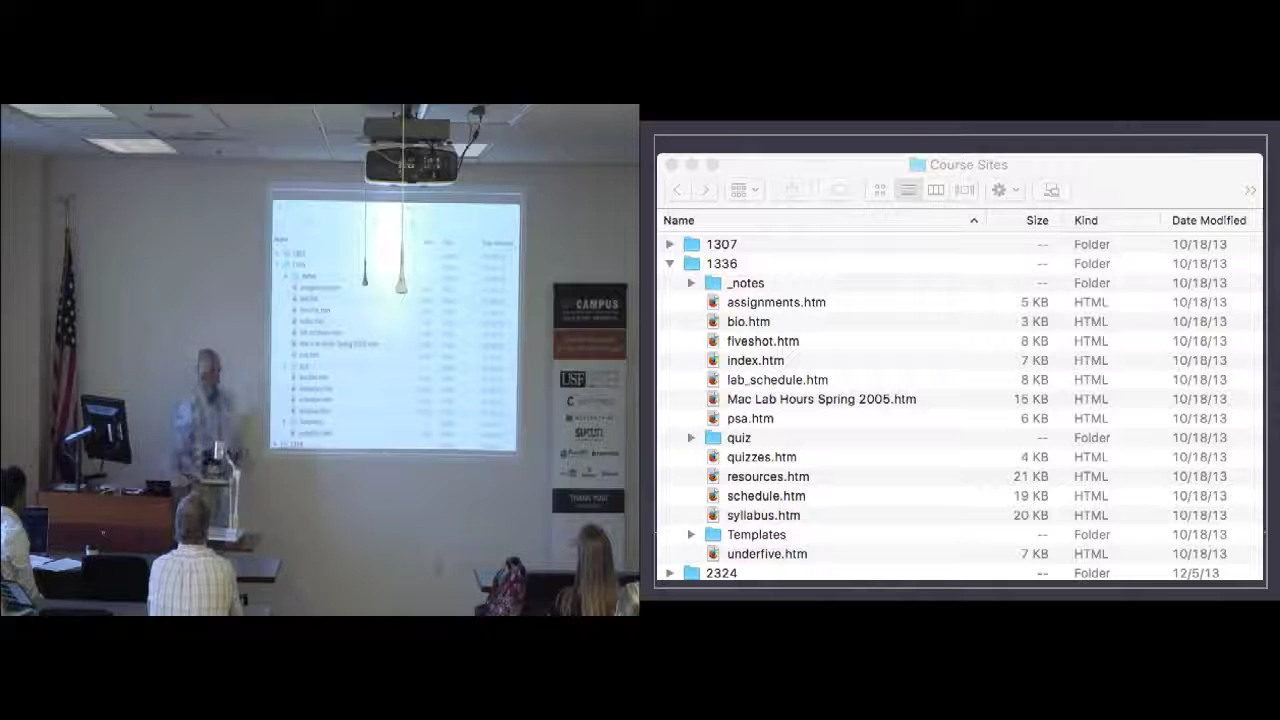 CAMPUS
USF
THANK YOU!
Course Sites
Name Size Kind Date Modified
1307 -- Folder 10/18/13
1336 -- Folder 10/18/13
_notes -- Folder 10/18/13
assignments.htm 5 KB HTML 10/18/13
bio.htm 3 KB HTML 10/18/13
fiveshot.htm 8 KB HTML 10/18/13
index.htm 7 KB HTML 10/18/13
lab_schedule.htm 8 KB HTML 10/18/13
Mac Lab Hours Spring 2005.htm 15 KB HTML 10/18/13
psa.htm 6 KB HTML 10/18/13
quiz -- Folder 10/18/13
quizzes.htm 4 KB HTML 10/18/13
resources.htm 21 KB HTML 10/18/13
schedule.htm 19 KB HTML 10/18/13
syllabus.htm 20 KB HTML 10/18/13
Templates -- Folder 10/18/13
underfive.htm 7 KB HTML 10/18/13
2324 -- Folder 12/5/13